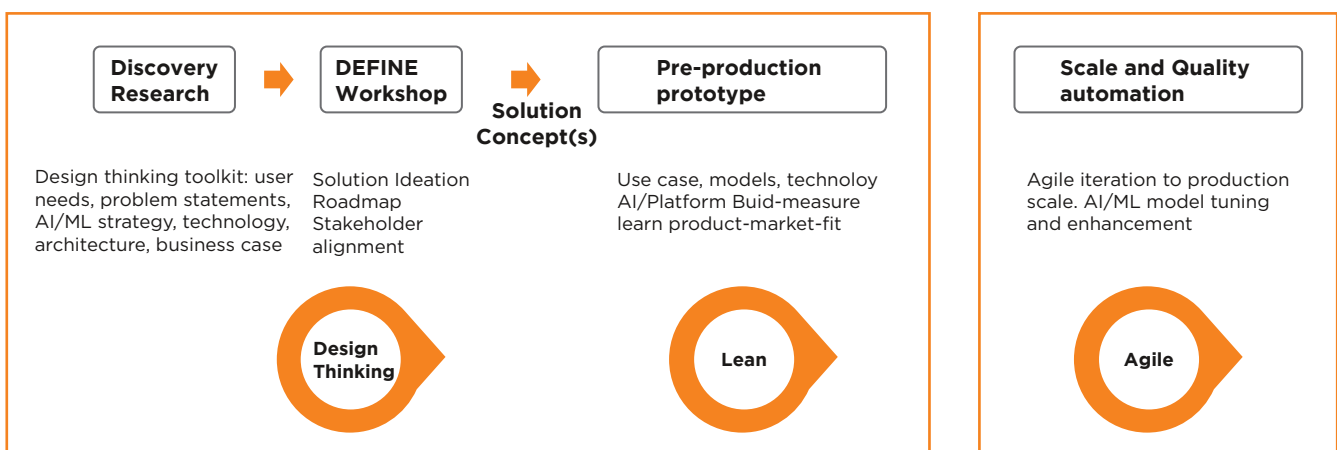 Discovery
Research
DEFINE
Workshop
Solution
Concept(s)
Pre-production
prototype
Scale and Quality
automation
Design thinking toolkit: user
needs, problem statements,
AI/ML strategy, technology,
architecture, business case
Solution Ideation
Roadmap
Stakeholder
alignment
Use case, models, technoloy
AI/Platform Buid-measure
learn product-market-fit
Agile iteration to production
scale. AI/ML model tuning
and enhancement
Design
Thinking
Lean
Agile